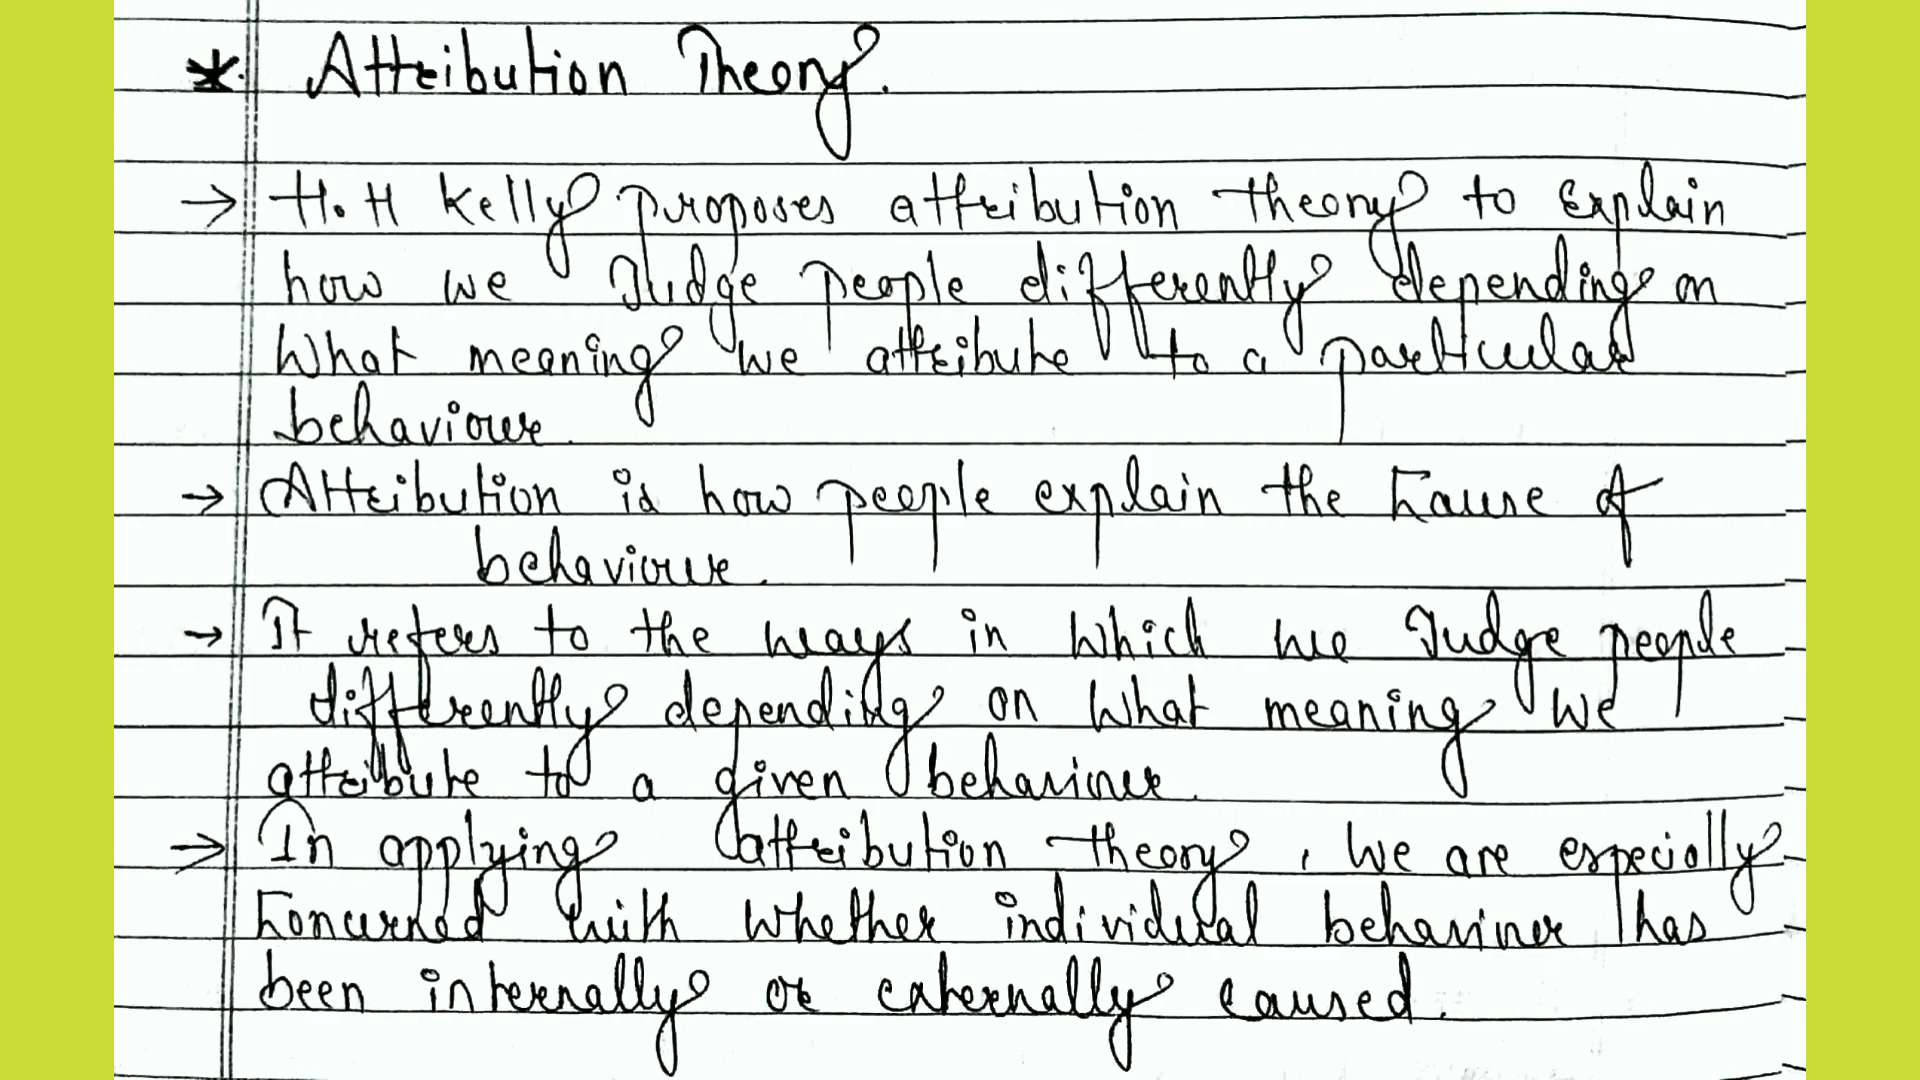 * Attribution Theory.
→ H.H Kelly proposes attribution theory to Explain
how we Judge people differently depending on
What meaning we attribute to a particular
behaviour.
→ Attribution is how people explain the Cause of
behaviour.
→ It refers to the ways in which we Judge people
differently depending on what meaning we
attribute to a given behaviour.
→ In applying attribution theory, we are especially
Concerned with whether individual behaviour has
been internally or externally caused.